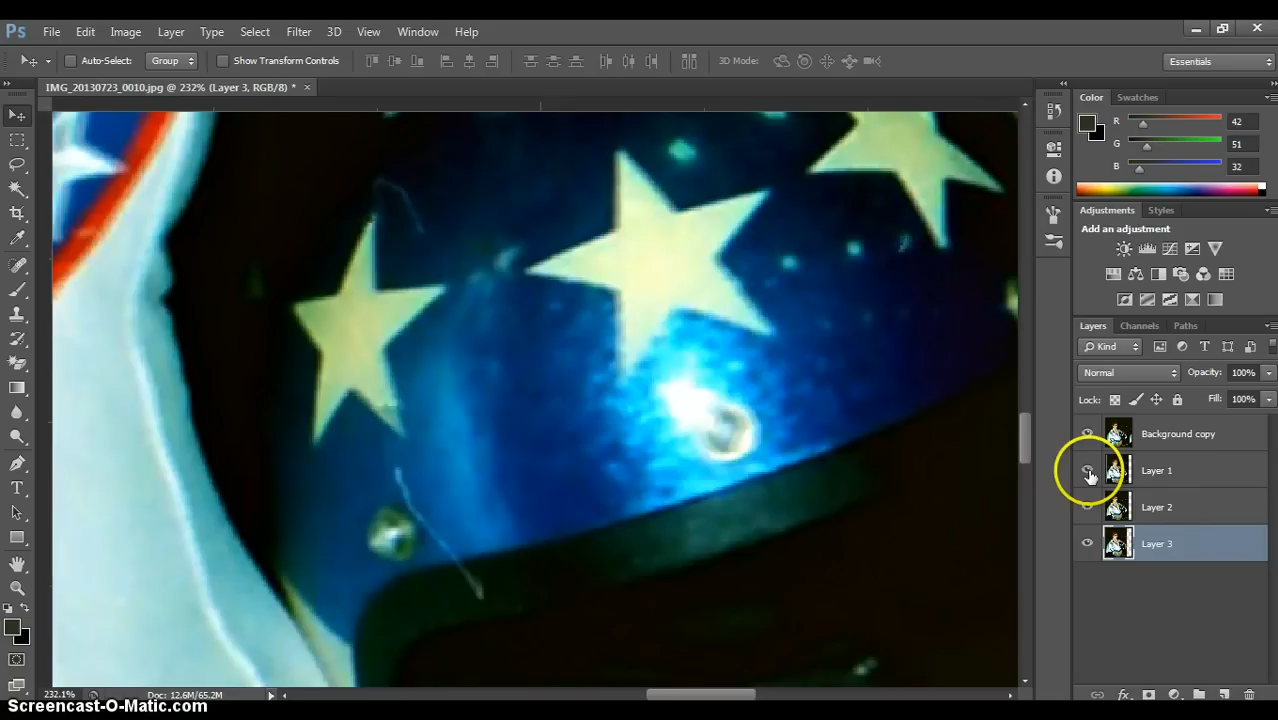 Ps File Edit Image Layer Type Select Filter 3D View Window Help
Auto-Select: Group Show Transform Controls 3D Mode: Essentials
IMG_20130723_0010.jpg @ 232% (Layer 3, RGB/8) * ×
Color Swatches
R 42
G 51
B 32
Adjustments Styles
Add an adjustment
Layers Channels Paths
Kind
Normal Opacity: 100%
Lock: Fill: 100%
Background copy
Layer 1
Layer 2
Layer 3
232.1% Doc: 12.6M/65.2M
Screencast-O-Matic.com